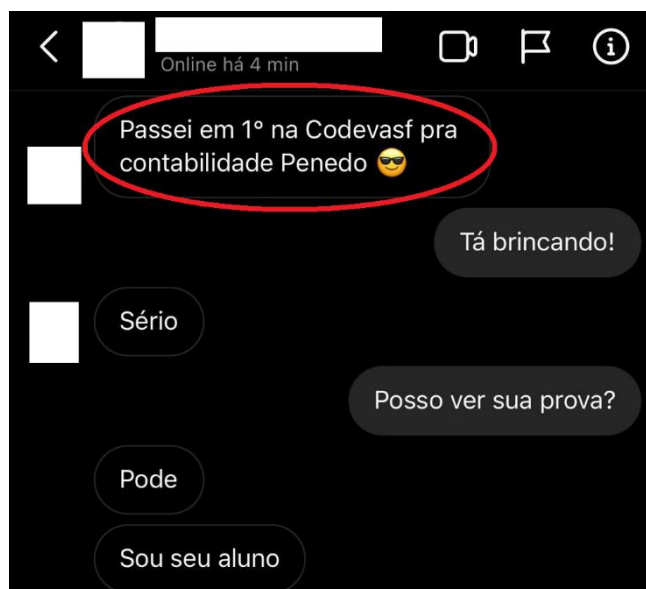 Online há 4 min
Passei em 1° na Codevasf pra
contabilidade Penedo 😎
Tá brincando!
Sério
Posso ver sua prova?
Pode
Sou seu aluno